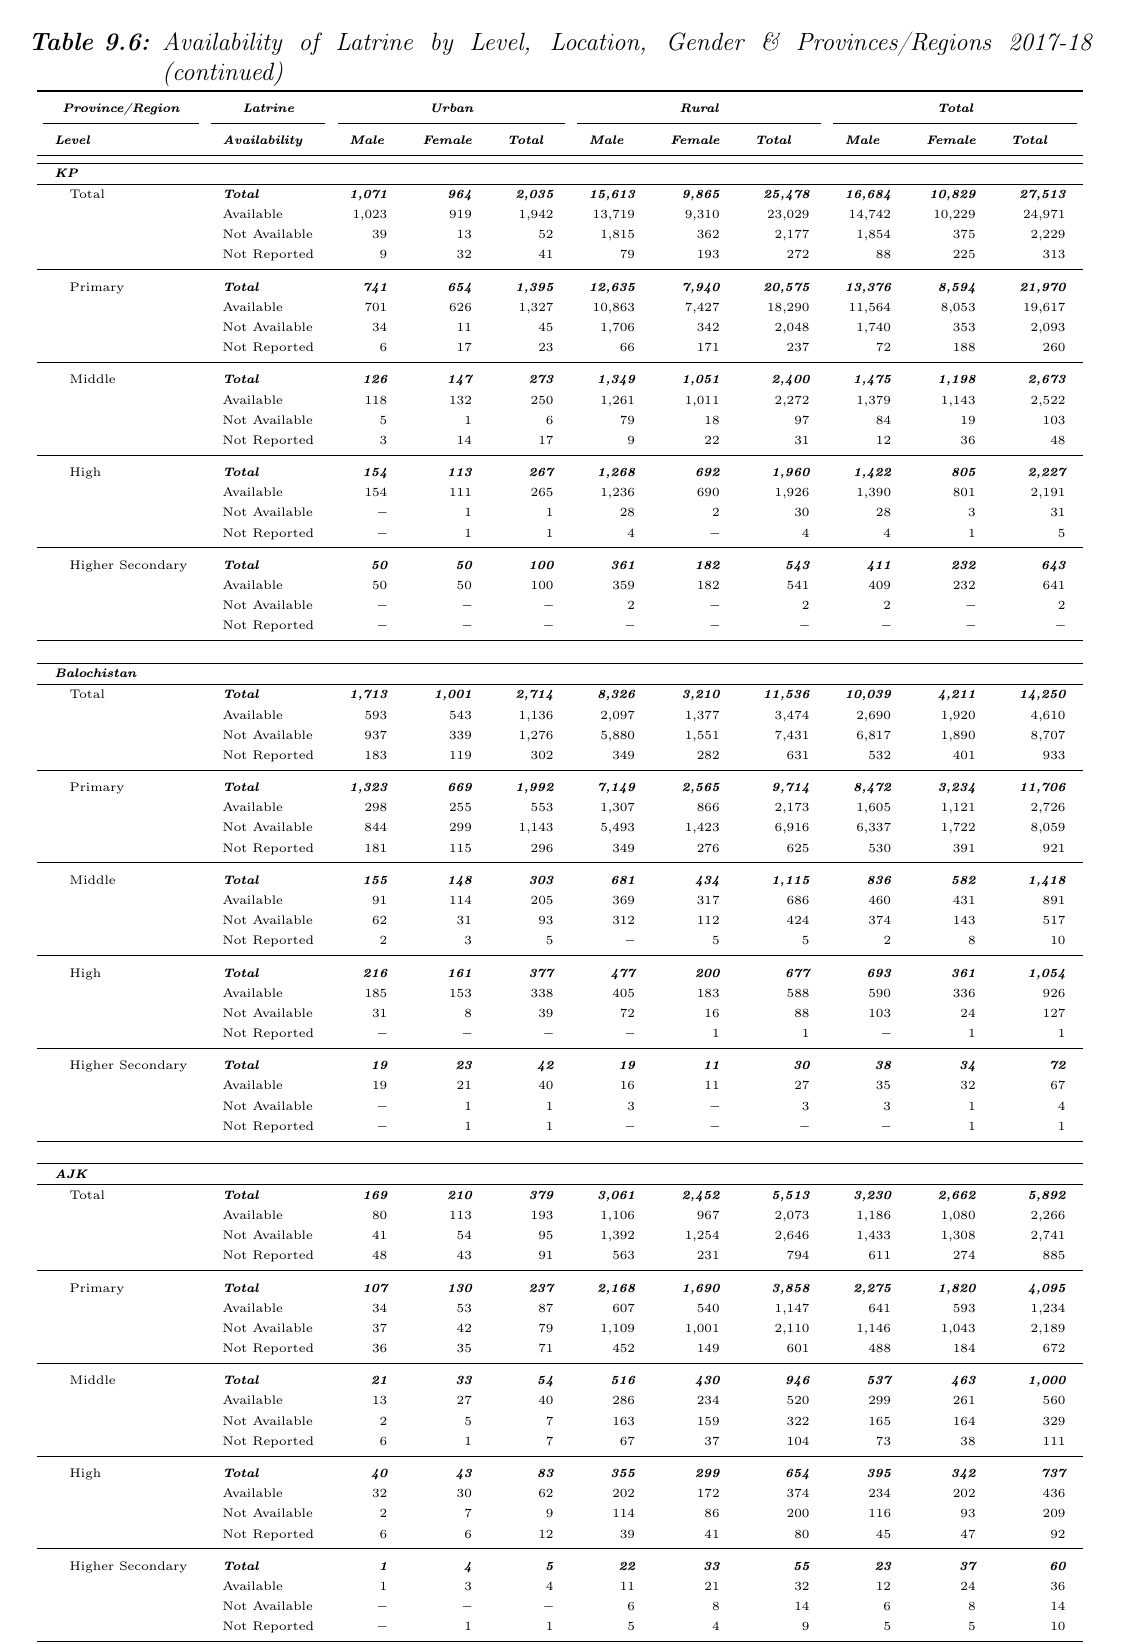 Table 9.6: Availability of Latrine by Level, Location, Gender & Provinces/Regions 2017-18
(continued)
Province/Region Latrine Urban Rural Total
Level Availability Male Female Total Male Female Total Male Female Total
KP
Total Total 1,071 964 2,035 15,613 9,865 25,478 16,684 10,829 27,513
Available 1,023 919 1,942 13,719 9,310 23,029 14,742 10,229 24,971
Not Available 39 13 52 1,815 362 2,177 1,854 375 2,229
Not Reported 9 32 41 79 193 272 88 225 313
Primary Total 741 654 1,395 12,635 7,940 20,575 13,376 8,594 21,970
Available 701 626 1,327 10,863 7,427 18,290 11,564 8,053 19,617
Not Available 34 11 45 1,706 342 2,048 1,740 353 2,093
Not Reported 6 17 23 66 171 237 72 188 260
Middle Total 126 147 273 1,349 1,051 2,400 1,475 1,198 2,673
Available 118 132 250 1,261 1,011 2,272 1,379 1,143 2,522
Not Available 5 1 6 79 18 97 84 19 103
Not Reported 3 14 17 9 22 31 12 36 48
High Total 154 113 267 1,268 692 1,960 1,422 805 2,227
Available 154 111 265 1,236 690 1,926 1,390 801 2,191
Not Available − 1 1 28 2 30 28 3 31
Not Reported − 1 1 4 − 4 4 1 5
Higher Secondary Total 50 50 100 361 182 543 411 232 643
Available 50 50 100 359 182 541 409 232 641
Not Available − − − 2 − 2 2 − 2
Not Reported − − − − − − − − −
Balochistan
Total Total 1,713 1,001 2,714 8,326 3,210 11,536 10,039 4,211 14,250
Available 593 543 1,136 2,097 1,377 3,474 2,690 1,920 4,610
Not Available 937 339 1,276 5,880 1,551 7,431 6,817 1,890 8,707
Not Reported 183 119 302 349 282 631 532 401 933
Primary Total 1,323 669 1,992 7,149 2,565 9,714 8,472 3,234 11,706
Available 298 255 553 1,307 866 2,173 1,605 1,121 2,726
Not Available 844 299 1,143 5,493 1,423 6,916 6,337 1,722 8,059
Not Reported 181 115 296 349 276 625 530 391 921
Middle Total 155 148 303 681 434 1,115 836 582 1,418
Available 91 114 205 369 317 686 460 431 891
Not Available 62 31 93 312 112 424 374 143 517
Not Reported 2 3 5 − 5 5 2 8 10
High Total 216 161 377 477 200 677 693 361 1,054
Available 185 153 338 405 183 588 590 336 926
Not Available 31 8 39 72 16 88 103 24 127
Not Reported − − − − 1 1 − 1 1
Higher Secondary Total 19 23 42 19 11 30 38 34 72
Available 19 21 40 16 11 27 35 32 67
Not Available − 1 1 3 − 3 3 1 4
Not Reported − 1 1 − − − − 1 1
AJK
Total Total 169 210 379 3,061 2,452 5,513 3,230 2,662 5,892
Available 80 113 193 1,106 967 2,073 1,186 1,080 2,266
Not Available 41 54 95 1,392 1,254 2,646 1,433 1,308 2,741
Not Reported 48 43 91 563 231 794 611 274 885
Primary Total 107 130 237 2,168 1,690 3,858 2,275 1,820 4,095
Available 34 53 87 607 540 1,147 641 593 1,234
Not Available 37 42 79 1,109 1,001 2,110 1,146 1,043 2,189
Not Reported 36 35 71 452 149 601 488 184 672
Middle Total 21 33 54 516 430 946 537 463 1,000
Available 13 27 40 286 234 520 299 261 560
Not Available 2 5 7 163 159 322 165 164 329
Not Reported 6 1 7 67 37 104 73 38 111
High Total 40 43 83 355 299 654 395 342 737
Available 32 30 62 202 172 374 234 202 436
Not Available 2 7 9 114 86 200 116 93 209
Not Reported 6 6 12 39 41 80 45 47 92
Higher Secondary Total 1 4 5 22 33 55 23 37 60
Available 1 3 4 11 21 32 12 24 36
Not Available − − − 6 8 14 6 8 14
Not Reported − 1 1 5 4 9 5 5 10